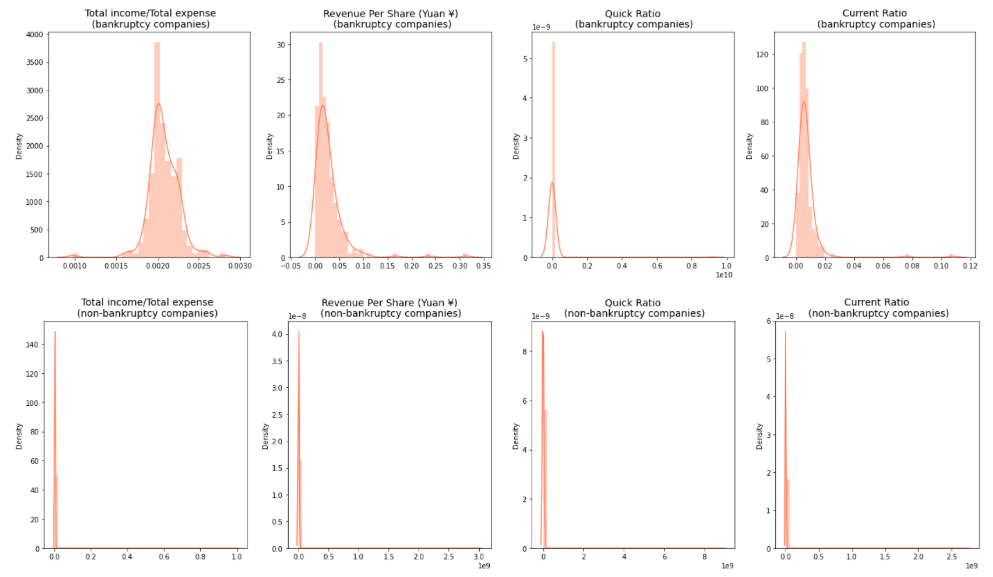 Total income/Total expense
(bankruptcy companies)
Revenue Per Share (Yuan ¥)
(bankruptcy companies)
Quick Ratio
(bankruptcy companies)
Current Ratio
(bankruptcy companies)
Density
4000
3500
3000
2500
2000
1500
1000
500
0
0.0010 0.0015 0.0020 0.0025 0.0030
Density
30
25
20
15
10
5
0
−0.05 0.00 0.05 0.10 0.15 0.20 0.25 0.30 0.35
1e−9
Density
5
4
3
2
1
0
0.0 0.2 0.4 0.6 0.8 1.0
1e10
Density
120
100
80
60
40
20
0
0.00 0.02 0.04 0.06 0.08 0.10 0.12
Total income/Total expense
(non-bankruptcy companies)
Revenue Per Share (Yuan ¥)
(non-bankruptcy companies)
Quick Ratio
(non-bankruptcy companies)
Current Ratio
(non-bankruptcy companies)
Density
140
120
100
80
60
40
20
0
0.0 0.2 0.4 0.6 0.8 1.0
1e−8
Density
4.0
3.5
3.0
2.5
2.0
1.5
1.0
0.5
0.0
0.0 0.5 1.0 1.5 2.0 2.5 3.0
1e9
1e−9
Density
8
6
4
2
0
0 2 4 6 8
1e9
1e−8
Density
6
5
4
3
2
1
0
0.0 0.5 1.0 1.5 2.0 2.5
1e9